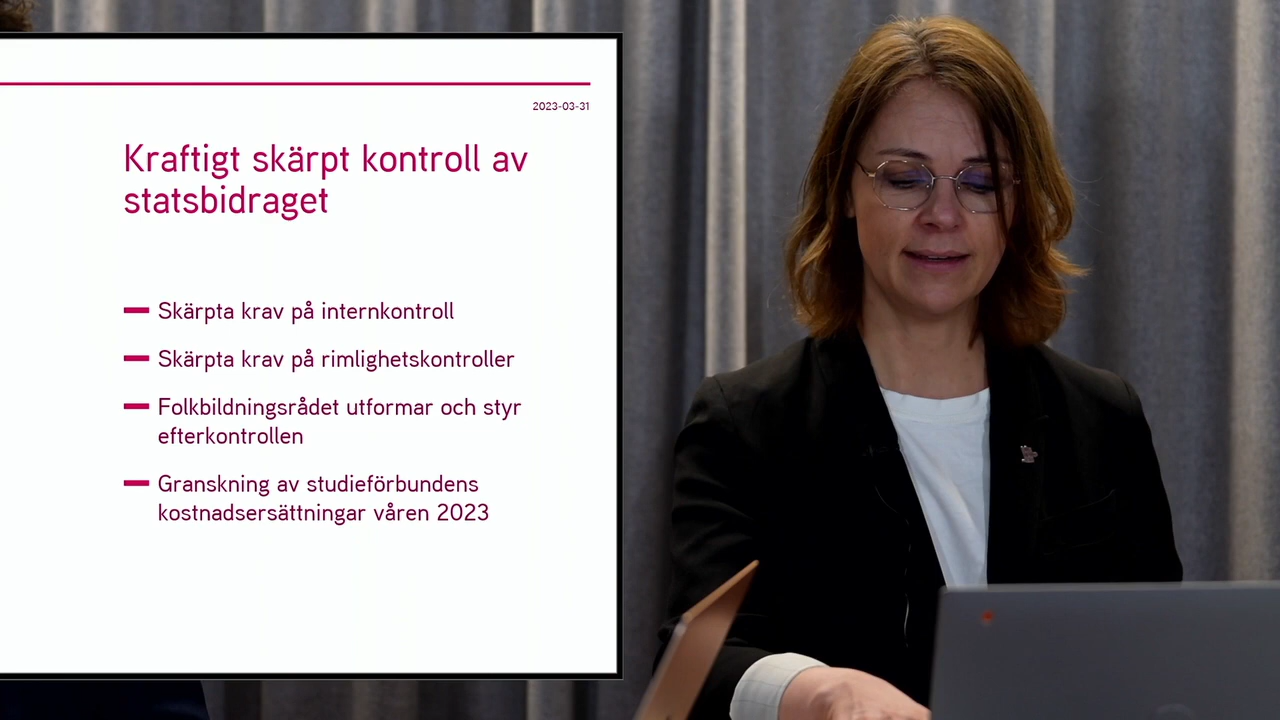 2023-03-31
Kraftigt skärpt kontroll av
statsbidraget
Skärpta krav på internkontroll
Skärpta krav på rimlighetskontroller
Folkbildningsrådet utformar och styr
efterkontrollen
Granskning av studieförbundens
kostnadsersättningar våren 2023